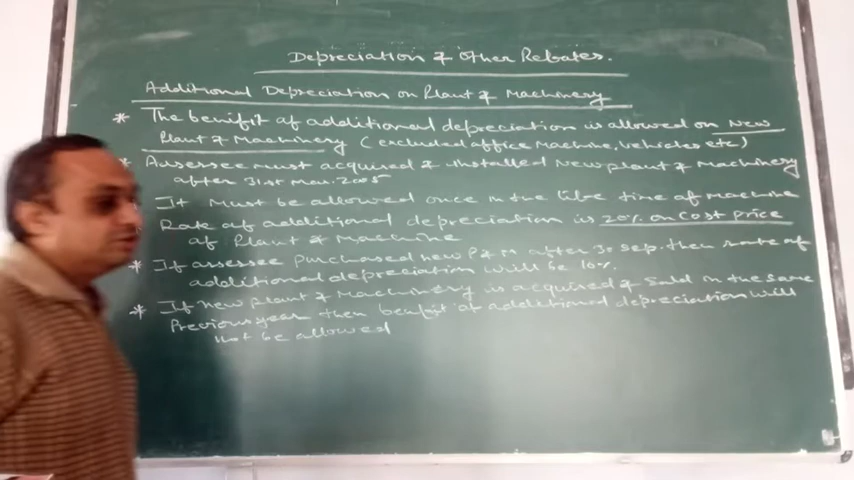 Depreciation & Other Rebates.
Additional Depreciation on Plant & Machinery
* The benifit of additional depreciation is allowed on New
Plant & Machinery (excluded office Machine, vehicles etc)
* Assessee must acquired & installed New plant & Machinery
after 31st Mar. 2005
It Must be allowed once in the life time of Machine
Rate of additional depreciation is 20% on Cost Price
of Plant & Machine
* If assessee purchased new P & M after 30 Sep. then rate of
additional depreciation will be 10%.
* If new plant & Machinery is acquired & Sold in the same
Previous year then benefit of additional depreciation will
not be allowed